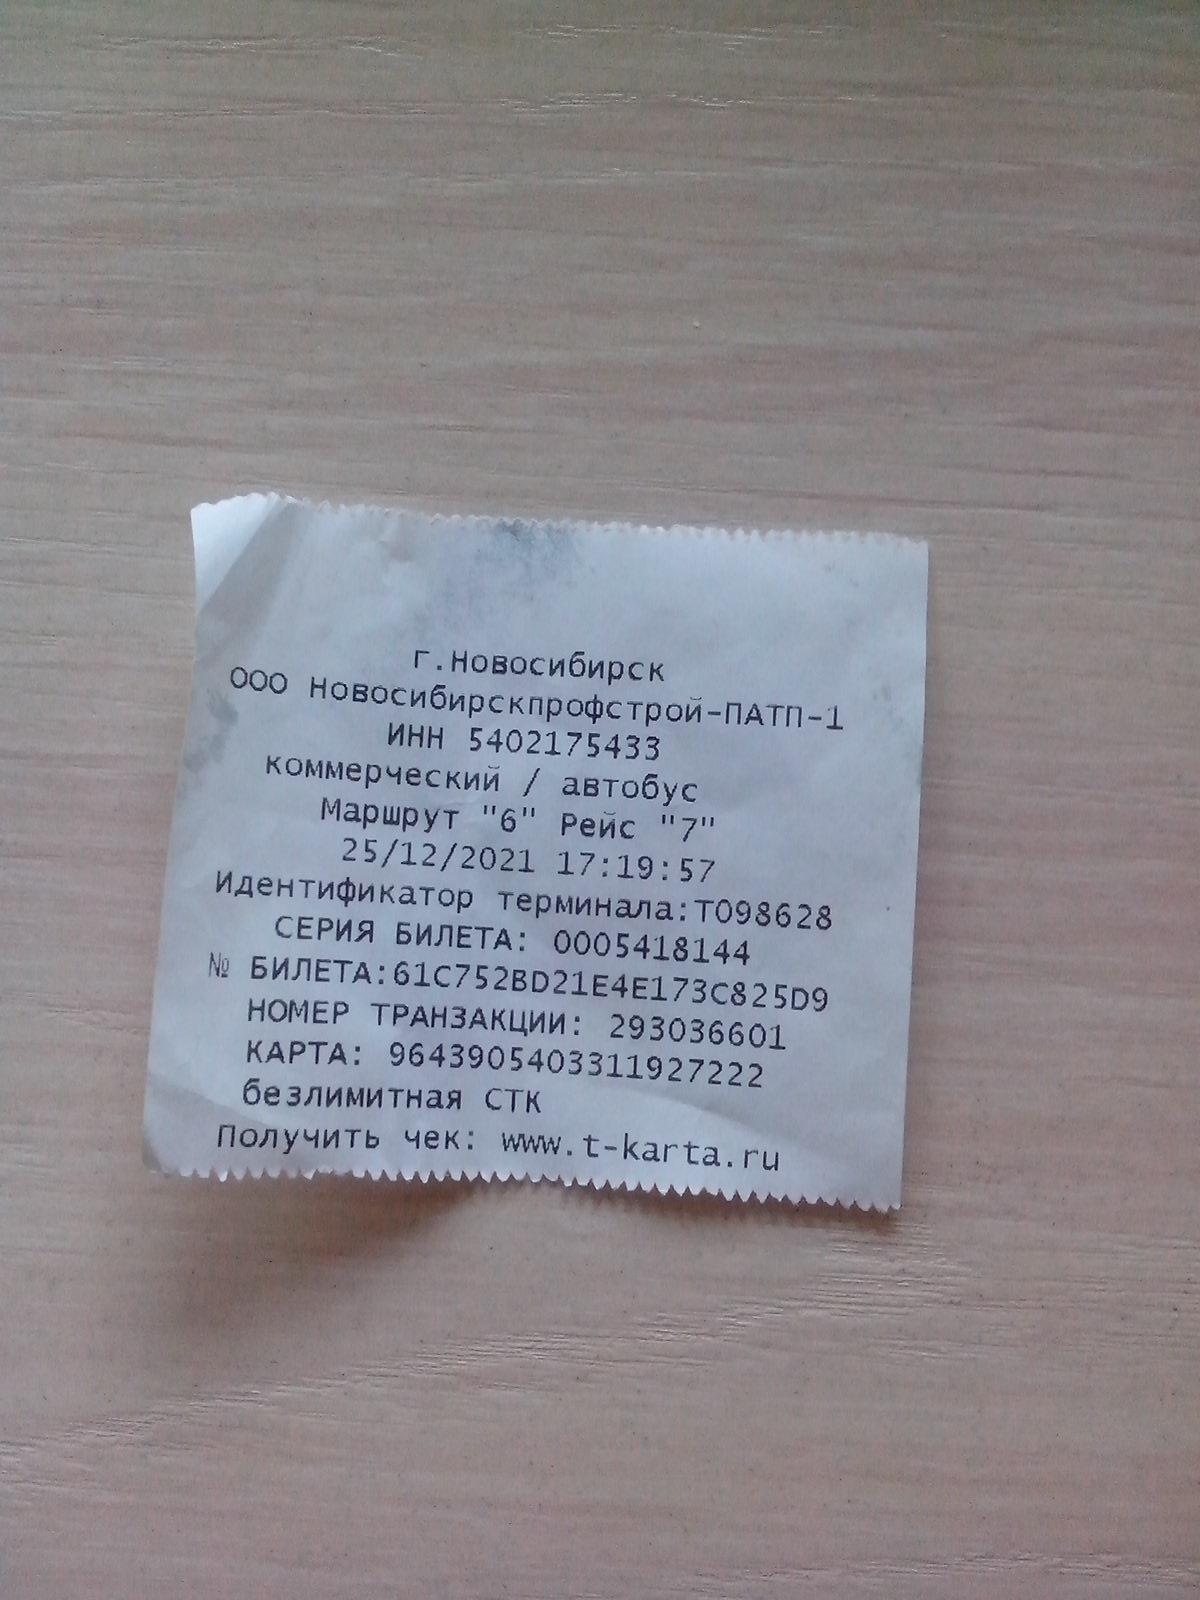 г.Новосибирск
ООО Новосибирскпрофстрой-ПАТП-1
ИНН 5402175433
коммерческий / автобус
Маршрут "6" Рейс "7"
25/12/2021 17:19:57
Идентификатор терминала:Т098628
СЕРИЯ БИЛЕТА: 0005418144
№ БИЛЕТА:61C752BD21E4E173C825D9
НОМЕР ТРАНЗАКЦИИ: 293036601
КАРТА: 9643905403311927222
безлимитная СТК
Получить чек: www.t-karta.ru